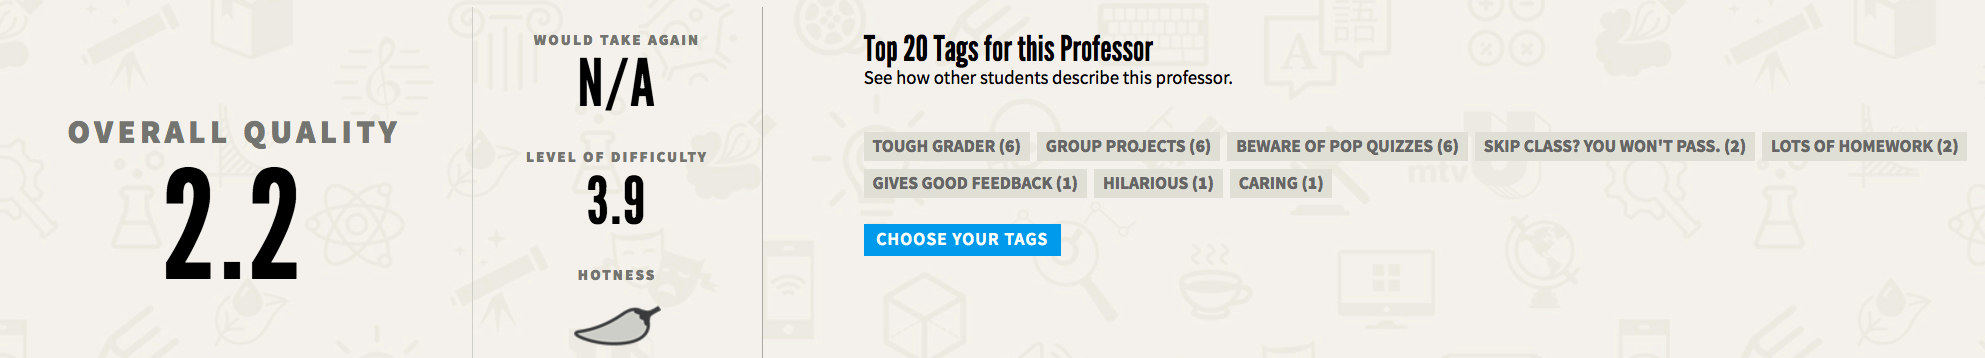 OVERALL QUALITY
2.2
WOULD TAKE AGAIN
N/A
LEVEL OF DIFFICULTY
3.9
HOTNESS
Top 20 Tags for this Professor
See how other students describe this professor.
TOUGH GRADER (6) GROUP PROJECTS (6) BEWARE OF POP QUIZZES (6) SKIP CLASS? YOU WON'T PASS. (2) LOTS OF HOMEWORK (2)
GIVES GOOD FEEDBACK (1) HILARIOUS (1) CARING (1)
CHOOSE YOUR TAGS
A
語
mtv U